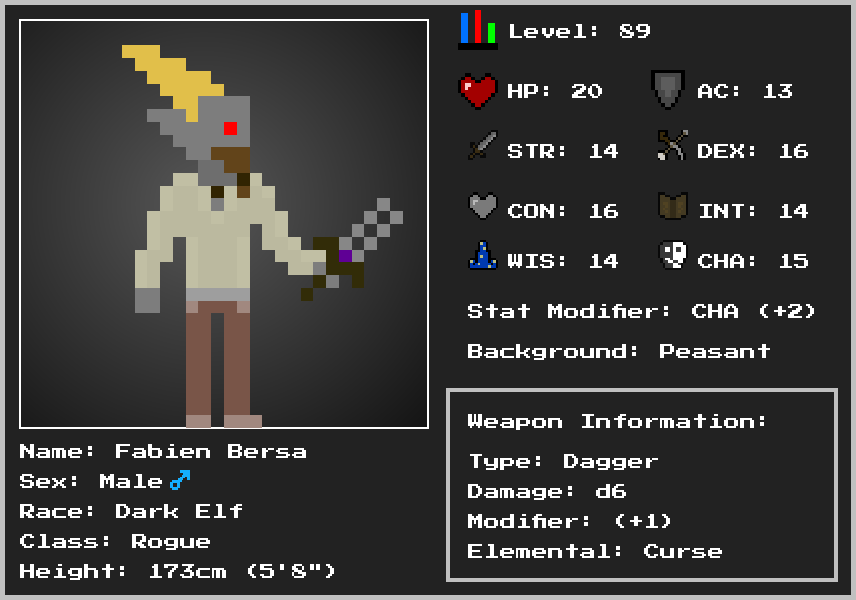 Level: 89
HP: 20
AC: 13
STR: 14
DEX: 16
CON: 16
INT: 14
WIS: 14
CHA: 15
Stat Modifier: CHA (+2)
Background: Peasant
Weapon Information:
Type: Dagger
Damage: d6
Modifier: (+1)
Elemental: Curse
Name: Fabien Bersa
Sex: Male ♂
Race: Dark Elf
Class: Rogue
Height: 173cm (5'8")